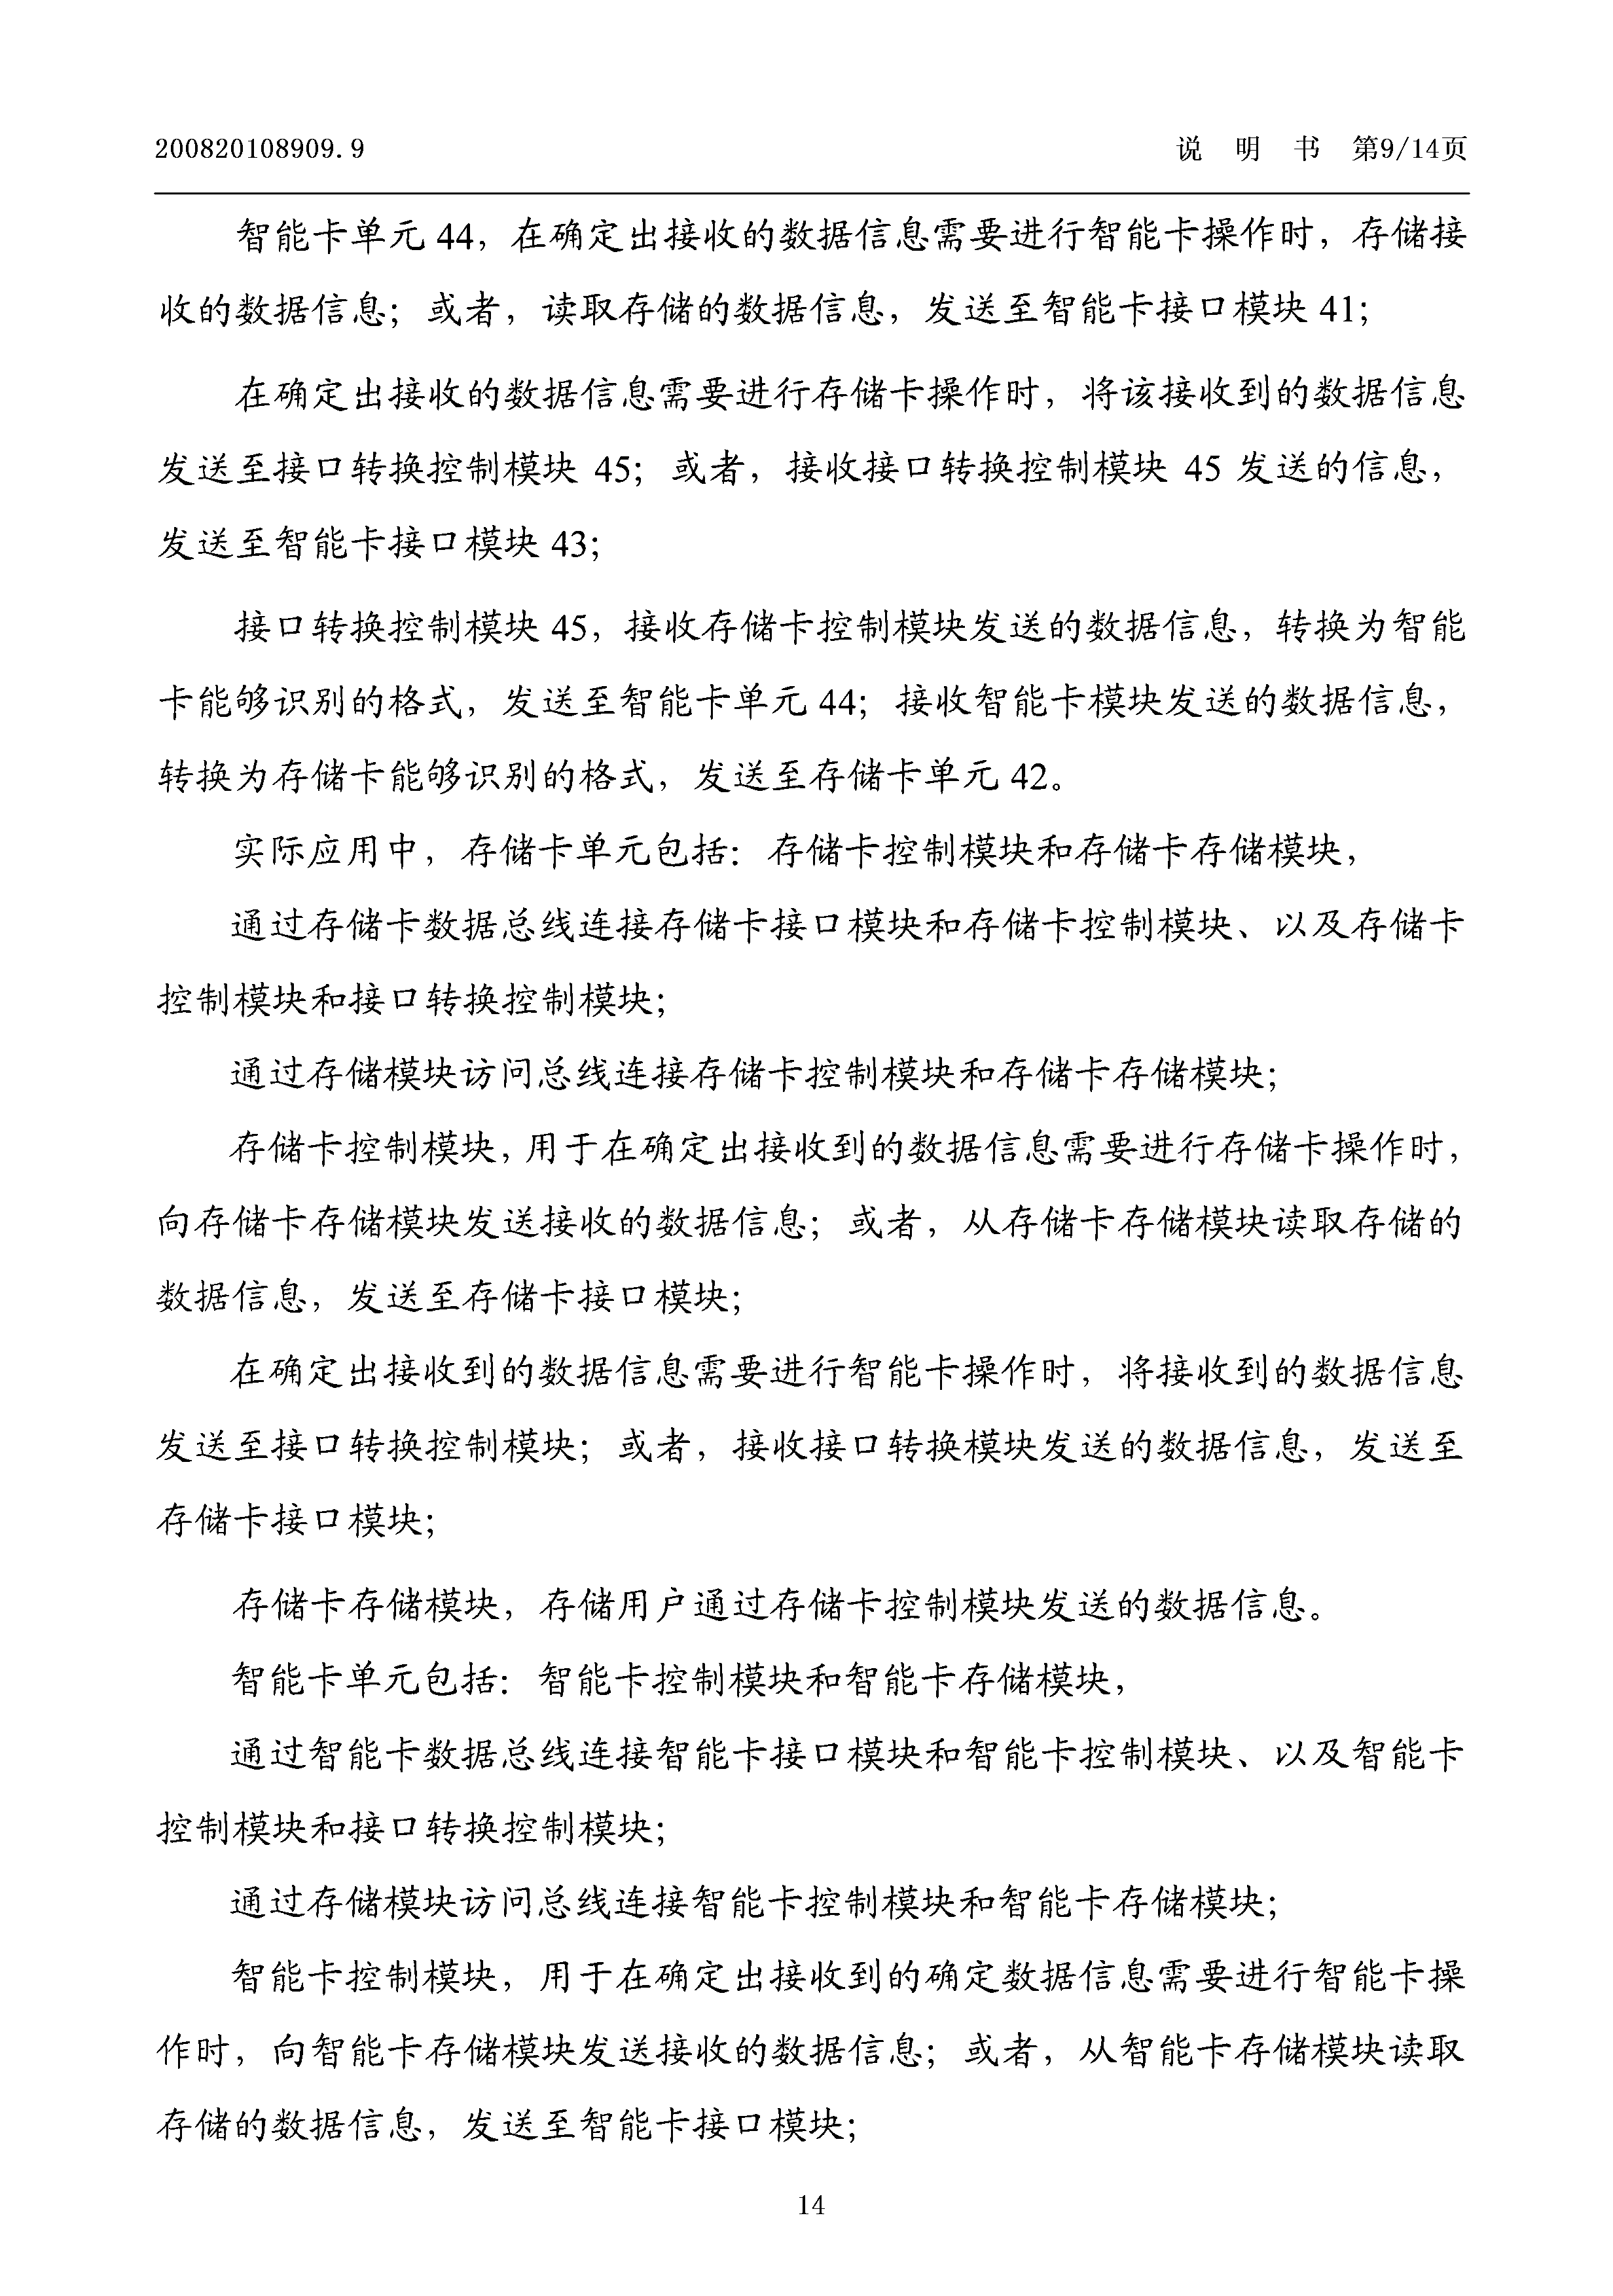 200820108909.9 说 明 书 第9/14页
智能卡单元 44，在确定出接收的数据信息需要进行智能卡操作时，存储接
收的数据信息；或者，读取存储的数据信息，发送至智能卡接口模块 41；
在确定出接收的数据信息需要进行存储卡操作时，将该接收到的数据信息
发送至接口转换控制模块 45；或者，接收接口转换控制模块 45 发送的信息，
发送至智能卡接口模块 43；
接口转换控制模块 45，接收存储卡控制模块发送的数据信息，转换为智能
卡能够识别的格式，发送至智能卡单元 44；接收智能卡模块发送的数据信息，
转换为存储卡能够识别的格式，发送至存储卡单元 42。
实际应用中，存储卡单元包括：存储卡控制模块和存储卡存储模块，
通过存储卡数据总线连接存储卡接口模块和存储卡控制模块、以及存储卡
控制模块和接口转换控制模块；
通过存储模块访问总线连接存储卡控制模块和存储卡存储模块；
存储卡控制模块，用于在确定出接收到的数据信息需要进行存储卡操作时，
向存储卡存储模块发送接收的数据信息；或者，从存储卡存储模块读取存储的
数据信息，发送至存储卡接口模块；
在确定出接收到的数据信息需要进行智能卡操作时，将接收到的数据信息
发送至接口转换控制模块；或者，接收接口转换模块发送的数据信息，发送至
存储卡接口模块；
存储卡存储模块，存储用户通过存储卡控制模块发送的数据信息。
智能卡单元包括：智能卡控制模块和智能卡存储模块，
通过智能卡数据总线连接智能卡接口模块和智能卡控制模块、以及智能卡
控制模块和接口转换控制模块；
通过存储模块访问总线连接智能卡控制模块和智能卡存储模块；
智能卡控制模块，用于在确定出接收到的确定数据信息需要进行智能卡操
作时，向智能卡存储模块发送接收的数据信息；或者，从智能卡存储模块读取
存储的数据信息，发送至智能卡接口模块；
14